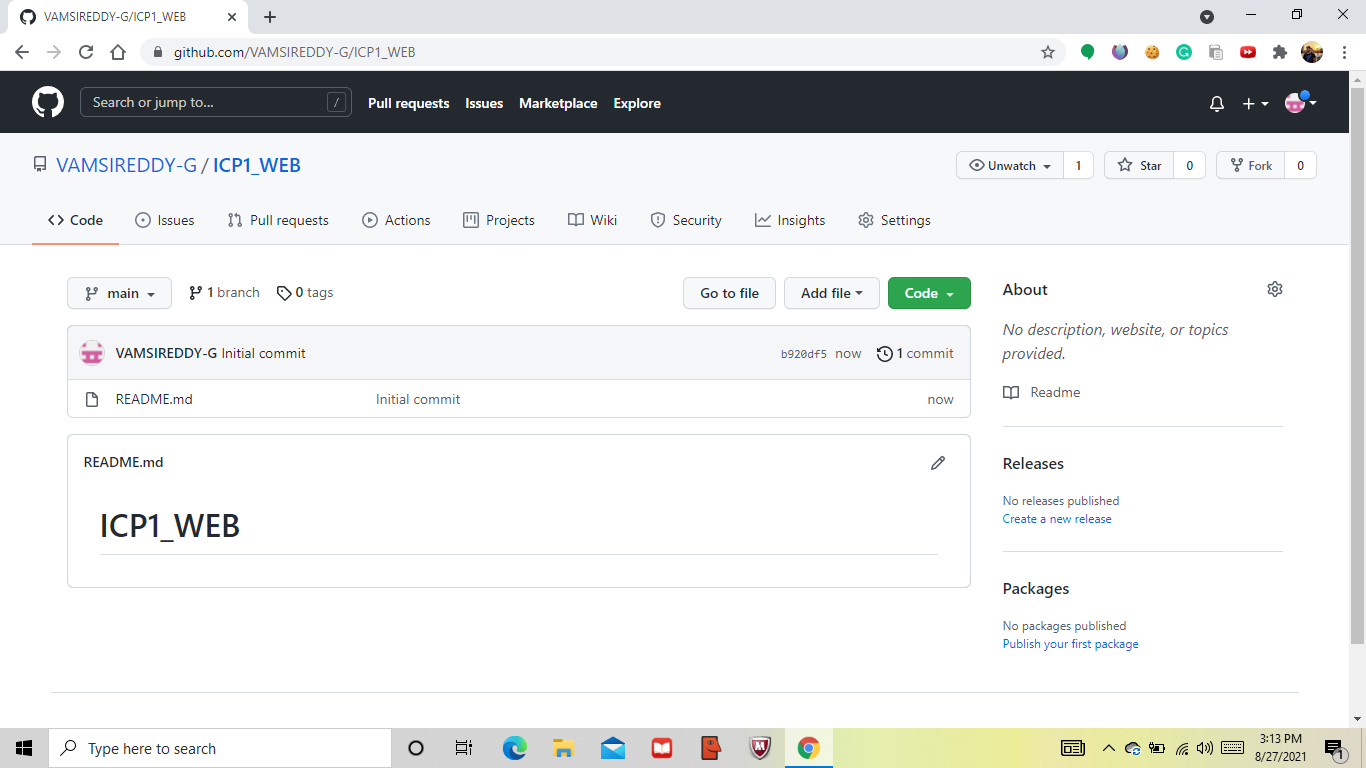 VAMSIREDDY-G/ICP1_WEB
github.com/VAMSIREDDY-G/ICP1_WEB
Search or jump to... /
Pull requests Issues Marketplace Explore
VAMSIREDDY-G / ICP1_WEB
Unwatch 1 Star 0 Fork 0
Code Issues Pull requests Actions Projects Wiki Security Insights Settings
main 1 branch 0 tags Go to file Add file Code
VAMSIREDDY-G Initial commit b920df5 now 1 commit
README.md Initial commit now
README.md
ICP1_WEB
About
No description, website, or topics
provided.
Readme
Releases
No releases published
Create a new release
Packages
No packages published
Publish your first package
Type here to search
3:13 PM
8/27/2021
1